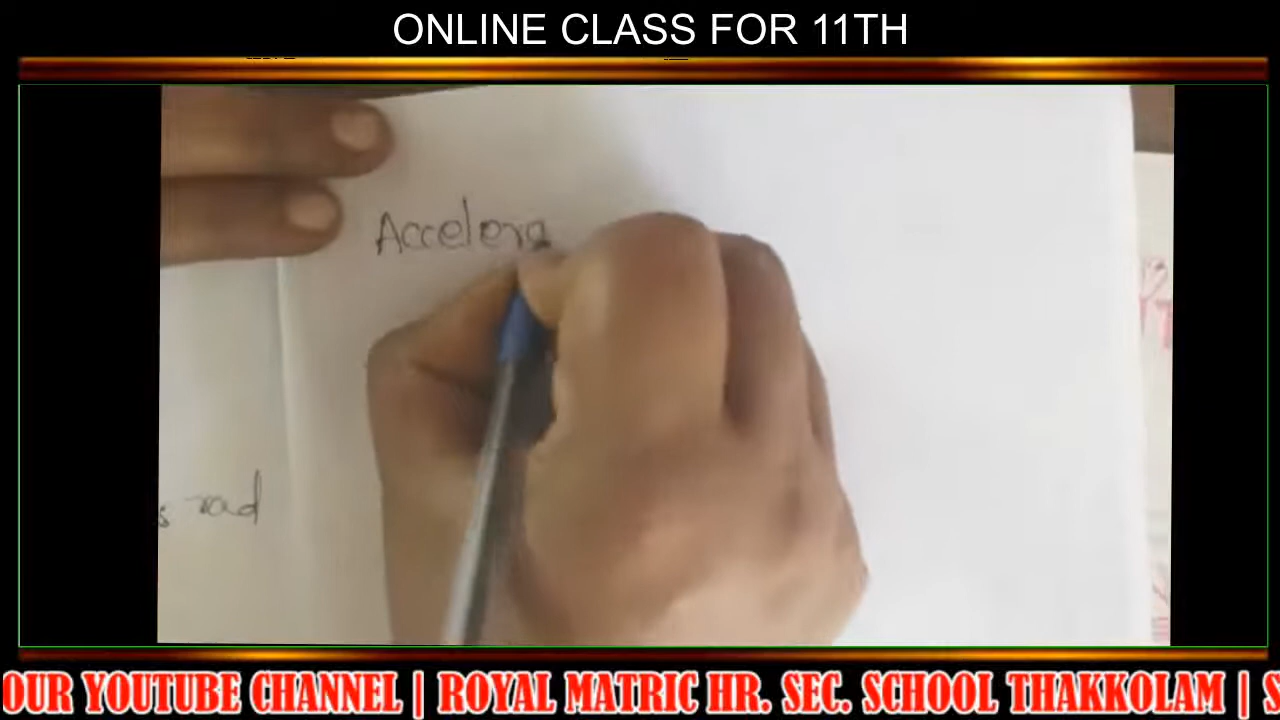 ONLINE CLASS FOR 11TH
Accelera
rad
OUR YOUTUBE CHANNEL | ROYAL MATRIC HR. SEC. SCHOOL THAKKOLAM | S